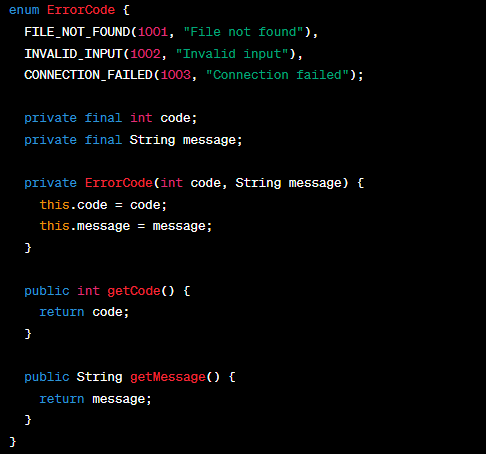 enum ErrorCode {
  FILE_NOT_FOUND(1001, "File not found"),
  INVALID_INPUT(1002, "Invalid input"),
  CONNECTION_FAILED(1003, "Connection failed");

  private final int code;
  private final String message;

  private ErrorCode(int code, String message) {
    this.code = code;
    this.message = message;
  }

  public int getCode() {
    return code;
  }

  public String getMessage() {
    return message;
  }
}